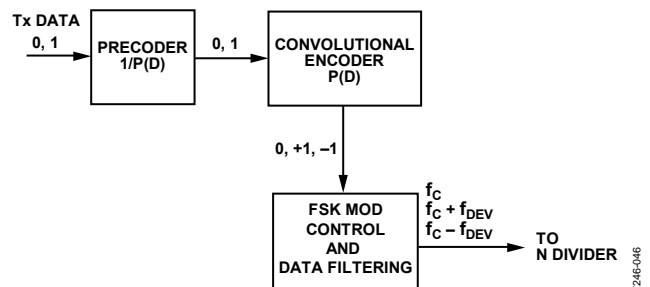 Tx DATA
0, 1
PRECODER
1/P(D)
0, 1
CONVOLUTIONAL
ENCODER
P(D)
0, +1, –1
FSK MOD
CONTROL
AND
DATA FILTERING
fC
fC + fDEV
fC – fDEV
TO
N DIVIDER
246-046